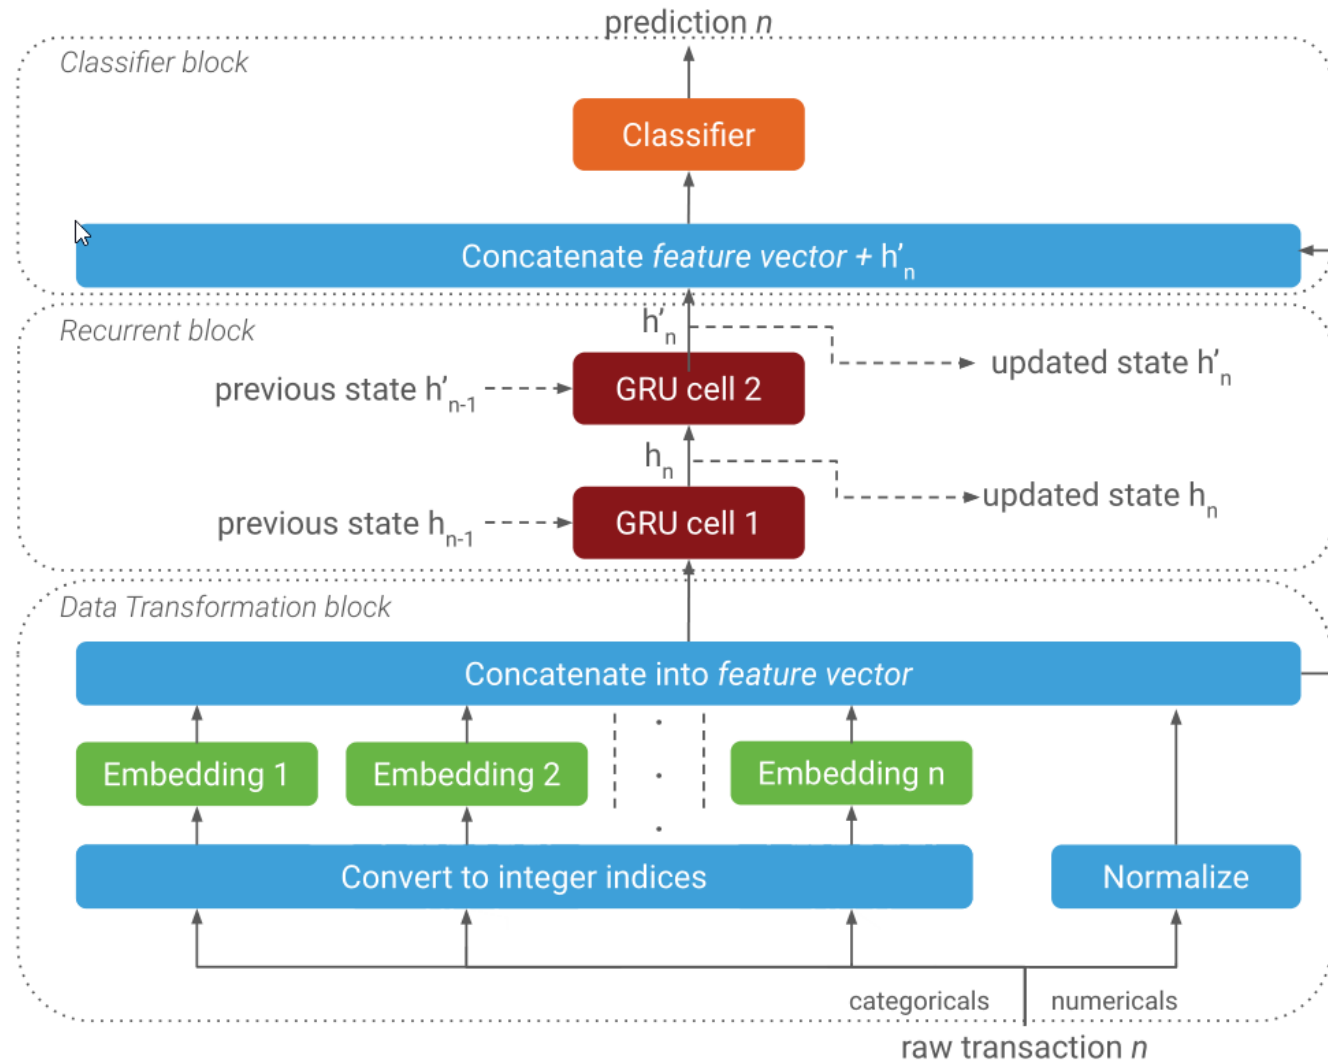 prediction n
Classifier block
Classifier
Concatenate feature vector + h'n
Recurrent block
h'n
updated state h'n
previous state h'n-1
GRU cell 2
hn
updated state hn
previous state hn-1
GRU cell 1
Data Transformation block
Concatenate into feature vector
Embedding 1
Embedding 2
Embedding n
Convert to integer indices
Normalize
categoricals
numericals
raw transaction n